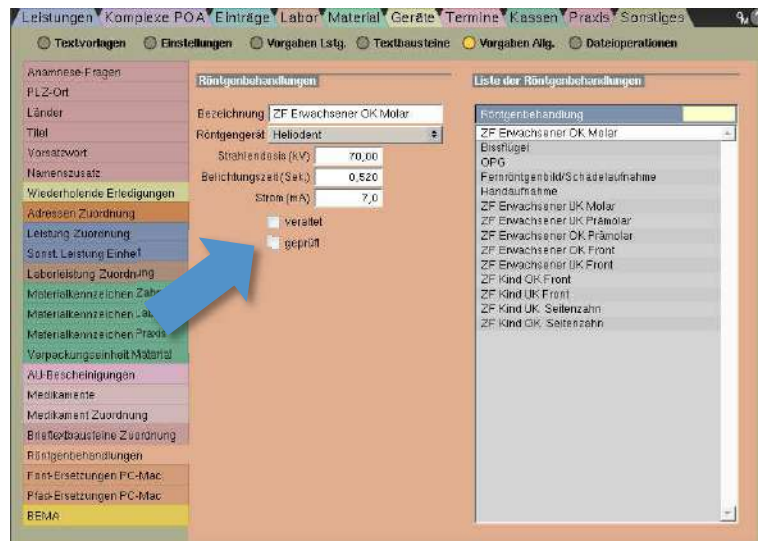 Leistungen Komplexe POA Einträge Labor Material Geräte Termine Kassen Praxis Sonstiges
Textvorlagen Einstellungen Vorgaben Lstg. Textbausteine Vorgaben Allg. Dateioperationen
Anamnese-Fragen
PLZ-Ort
Länder
Titel
Vorsatzwort
Namenszusatz
Wiederholende Erledigungen
Adressen Zuordnung
Leistung Zuordnung
Sonst. Leistung Einheit
Laborleistung Zuordnung
Materialkennzeichen
Materialkennzeichen
Materialkennzeichen Praxis
Verpackungseinheit Material
AU-Bescheinigungen
Medikamente
Medikament Zuordnung
Brieftextbausteine Zuordnung
Röntgenbehandlungen
Font-Ersetzungen PC-Mac
Pfad-Ersetzungen PC-Mac
BEMA
Röntgenbehandlungen
Bezeichnung ZF Erwachsener OK Molar
Röntgengerät Heliodent
Strahlendosis (kV) 70,00
Belichtungszeit (Sek.) 0,520
Strom (mA) 7,0
veraltet
geprüft
Liste der Röntgenbehandlungen
Röntgenbehandlung
ZF Erwachsener OK Molar
Bissflügel
OPG
Fernröntgenbild/Schädelaufnahme
Handaufnahme
ZF Erwachsener UK Molar
ZF Erwachsener UK Prämolar
ZF Erwachsener OK Prämolar
ZF Erwachsener OK Front
ZF Erwachsener UK Front
ZF Kind OK Front
ZF Kind UK Front
ZF Kind UK Seitenzahn
ZF Kind OK Seitenzahn